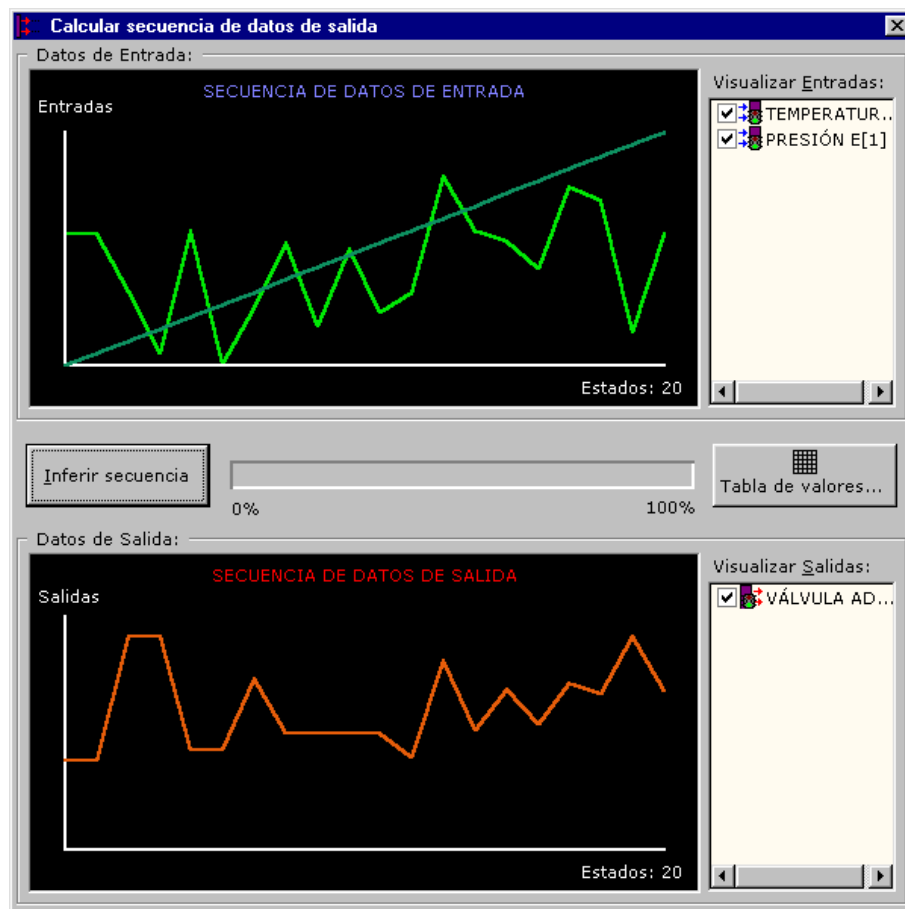 Calcular secuencia de datos de salida
Datos de Entrada:
SECUENCIA DE DATOS DE ENTRADA
Entradas
Estados: 20
Visualizar Entradas:
TEMPERATUR..
PRESIÓN E[1]
Inferir secuencia
0%
100%
Tabla de valores...
Datos de Salida:
SECUENCIA DE DATOS DE SALIDA
Salidas
Estados: 20
Visualizar Salidas:
VÁLVULA AD...